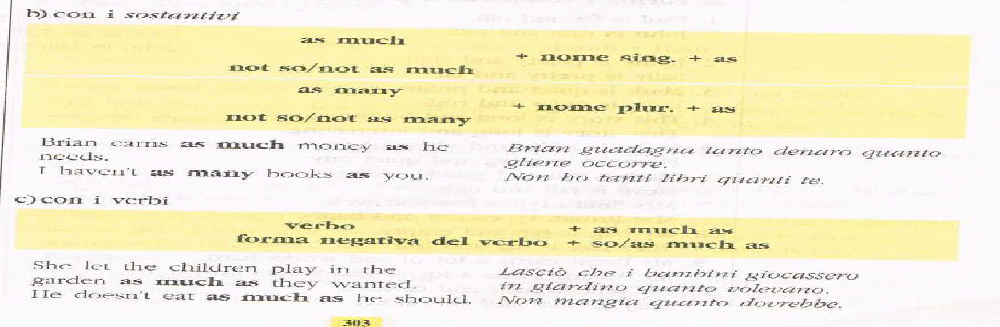 b) con i sostantivi
as much
+ nome sing. + as
not so/not as much
as many
+ nome plur. + as
not so/not as many
Brian earns as much money as he
needs.
I haven't as many books as you.
Brian guadagna tanto denaro quanto
gliene occorre.
Non ho tanti libri quanti te.
c) con i verbi
verbo + as much as
forma negativa del verbo + so/as much as
She let the children play in the
garden as much as they wanted.
He doesn't eat as much as he should.
Lasciò che i bambini giocassero
in giardino quanto volevano.
Non mangia quanto dovrebbe.
303